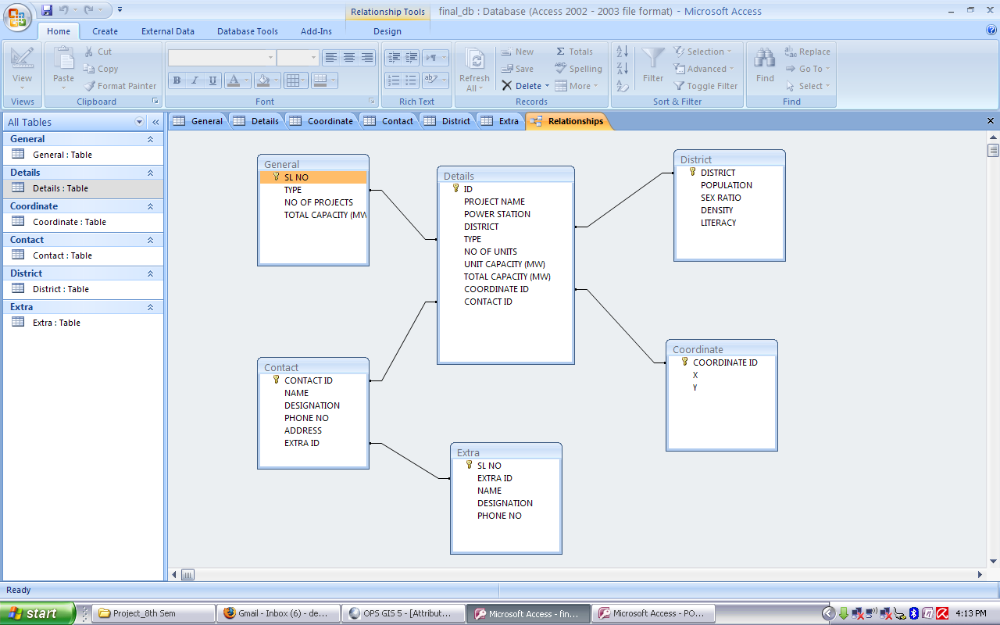 Relationship Tools
final_db : Database (Access 2002 - 2003 file format) - Microsoft Access
Home Create External Data Database Tools Add-Ins Design
View
Views
Paste
Cut
Copy
Format Painter
Clipboard
B I U A
Font
ab
Rich Text
Refresh All
New
Save
Delete
Σ Totals
ABC Spelling
More
Records
Filter
Selection
Advanced
Toggle Filter
Sort & Filter
Find
Replace
Go To
Select
Find
All Tables
General
General : Table
Details
Details : Table
Coordinate
Coordinate : Table
Contact
Contact : Table
District
District : Table
Extra
Extra : Table
General Details Coordinate Contact District Extra Relationships
General
SL NO
TYPE
NO OF PROJECTS
TOTAL CAPACITY (MW
Details
ID
PROJECT NAME
POWER STATION
DISTRICT
TYPE
NO OF UNITS
UNIT CAPACITY (MW)
TOTAL CAPACITY (MW)
COORDINATE ID
CONTACT ID
District
DISTRICT
POPULATION
SEX RATIO
DENSITY
LITERACY
Contact
CONTACT ID
NAME
DESIGNATION
PHONE NO
ADDRESS
EXTRA ID
Coordinate
COORDINATE ID
X
Y
Extra
SL NO
EXTRA ID
NAME
DESIGNATION
PHONE NO
Ready
start
Project_8th Sem
Gmail - Inbox (6) - de...
OPS GIS 5 - [Attribut...
Microsoft Access - fin...
Microsoft Access - PO...
4:13 PM